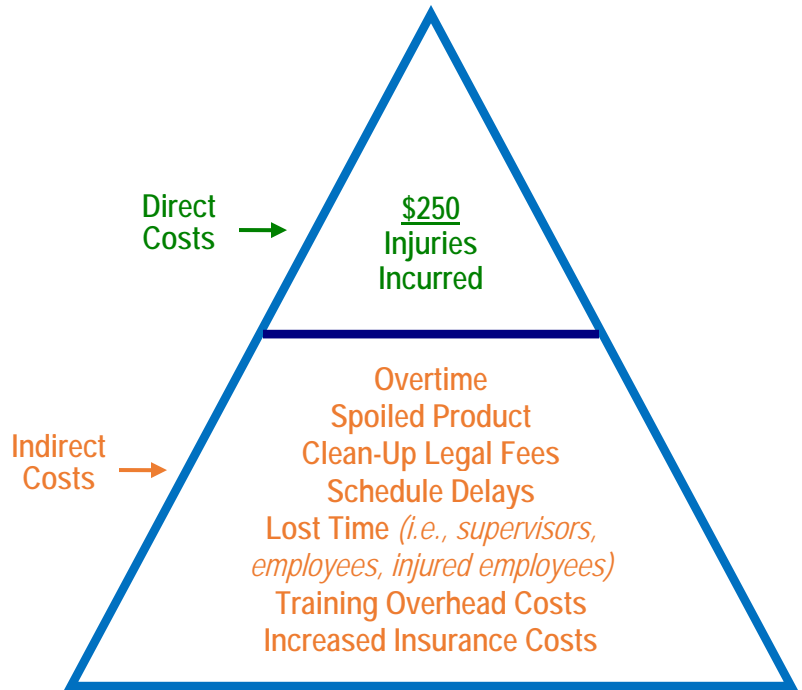 Direct
Costs
$250
Injuries
Incurred
Indirect
Costs
Overtime
Spoiled Product
Clean-Up Legal Fees
Schedule Delays
Lost Time (i.e., supervisors,
employees, injured employees)
Training Overhead Costs
Increased Insurance Costs